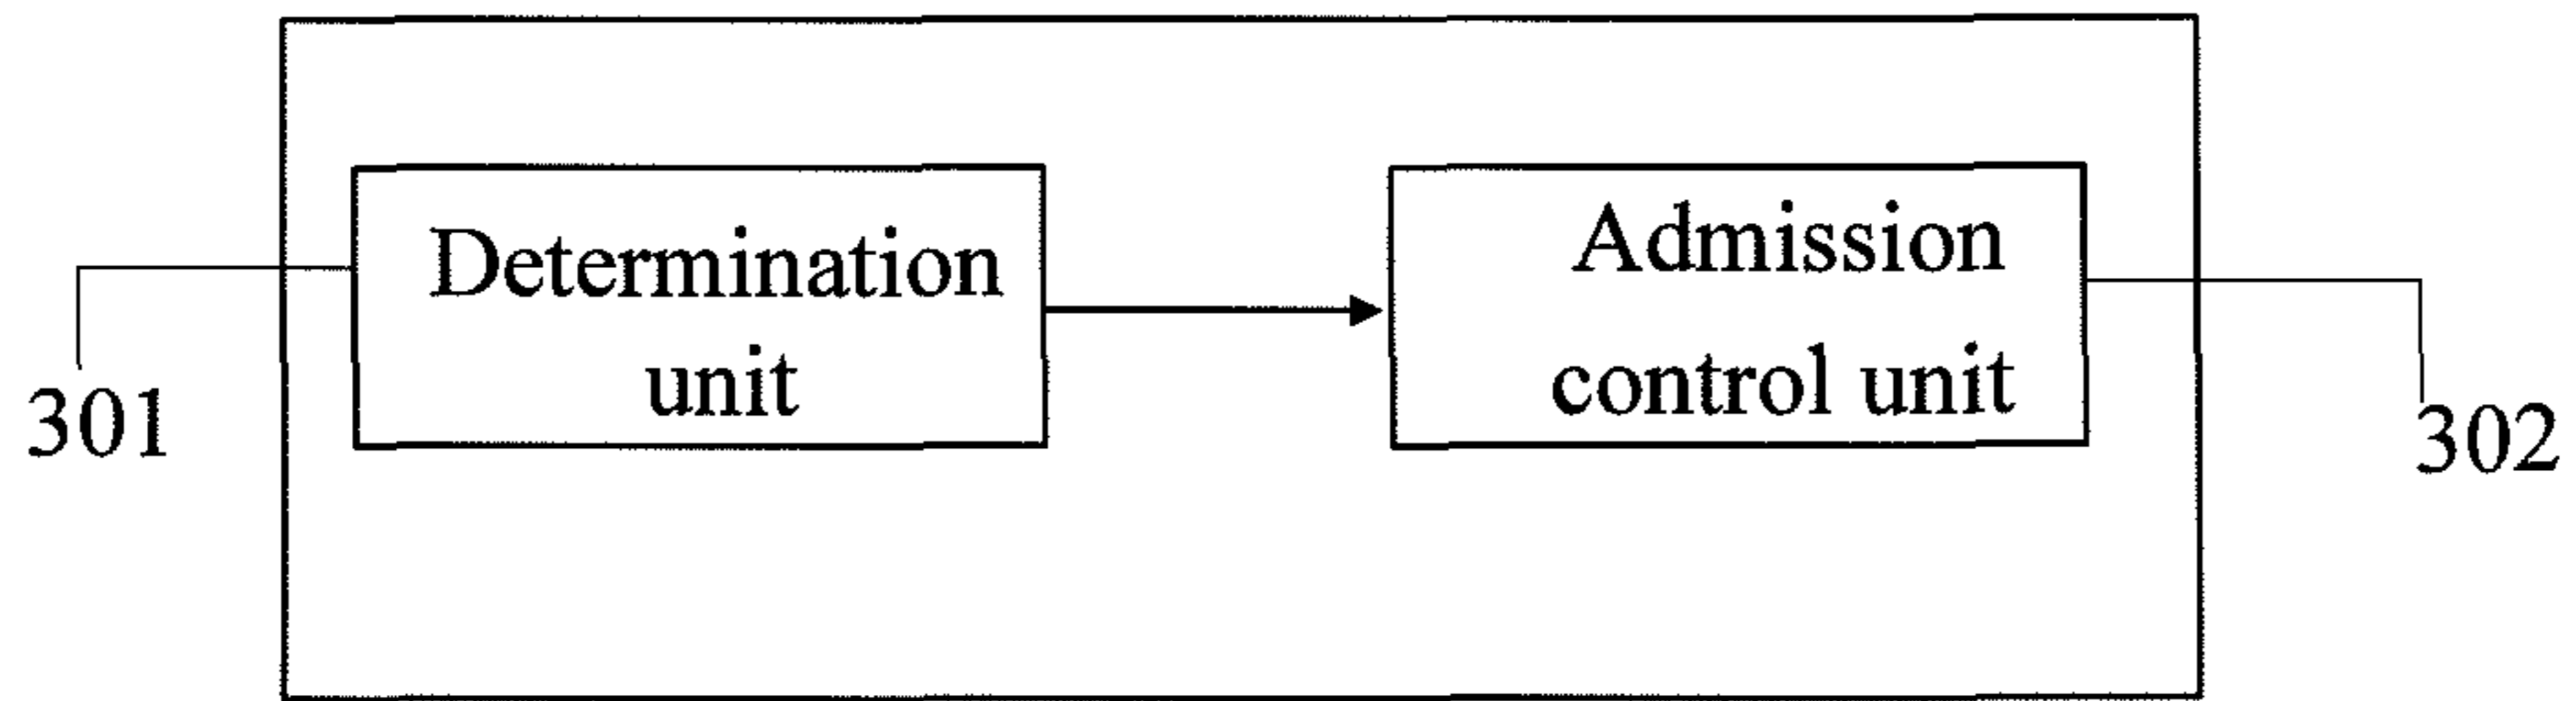 Determination
unit
Admission
control unit
301
302